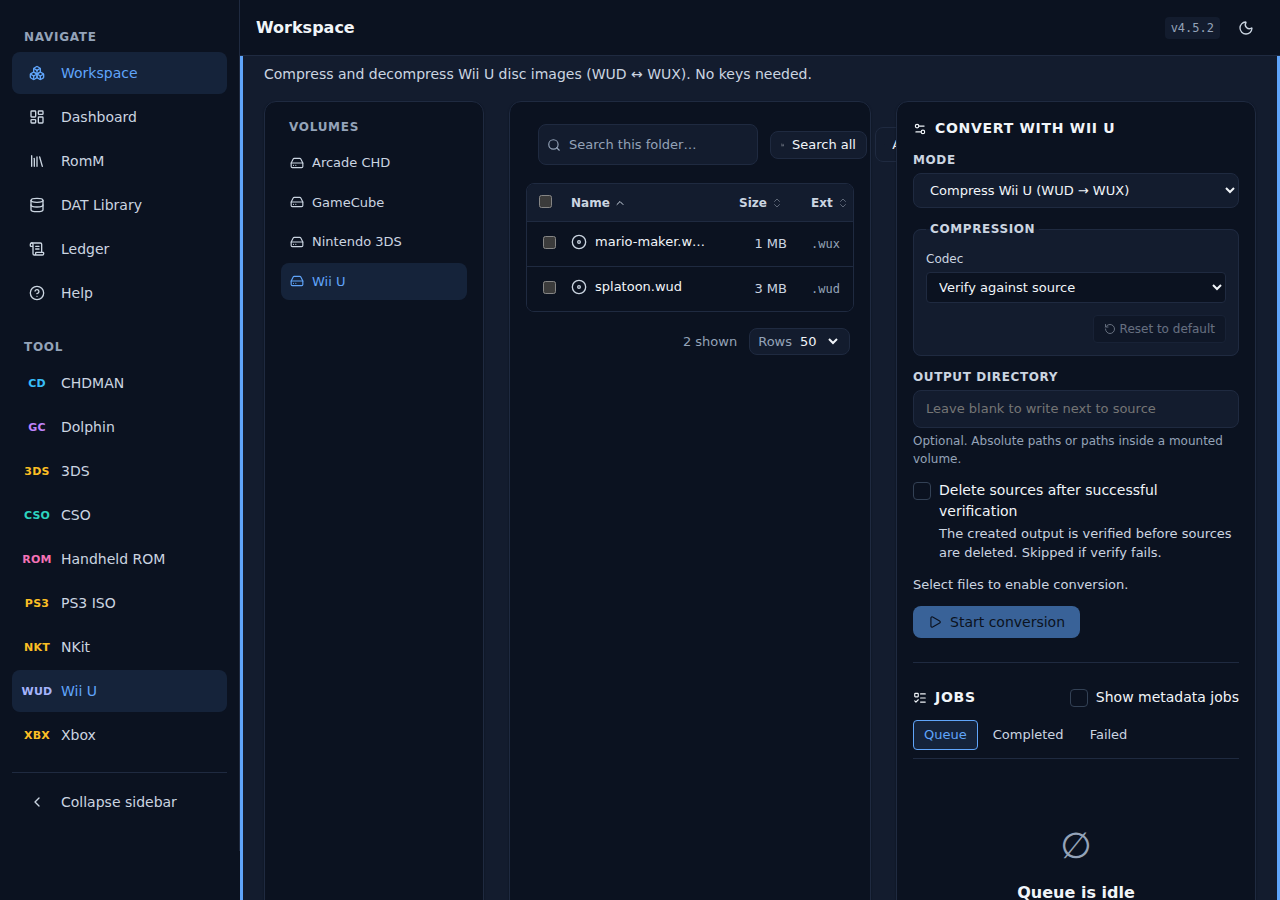 NAVIGATE
Workspace
Dashboard
RomM
DAT Library
Ledger
Help
TOOL
CD CHDMAN
GC Dolphin
3DS 3DS
CSO CSO
ROM Handheld ROM
PS3 PS3 ISO
NKT NKit
WUD Wii U
XBX Xbox
Collapse sidebar
Workspace
v4.5.2
Compress and decompress Wii U disc images (WUD ↔ WUX). No keys needed.
VOLUMES
Arcade CHD
GameCube
Nintendo 3DS
Wii U
Search this folder…
Search all
Name Size Ext
mario-maker.w… 1 MB .wux
splatoon.wud 3 MB .wud
2 shown Rows 50
CONVERT WITH WII U
MODE
Compress Wii U (WUD → WUX)
COMPRESSION
Codec
Verify against source
Reset to default
OUTPUT DIRECTORY
Leave blank to write next to source
Optional. Absolute paths or paths inside a mounted
volume.
Delete sources after successful
verification
The created output is verified before sources
are deleted. Skipped if verify fails.
Select files to enable conversion.
Start conversion
JOBS Show metadata jobs
Queue Completed Failed
Queue is idle